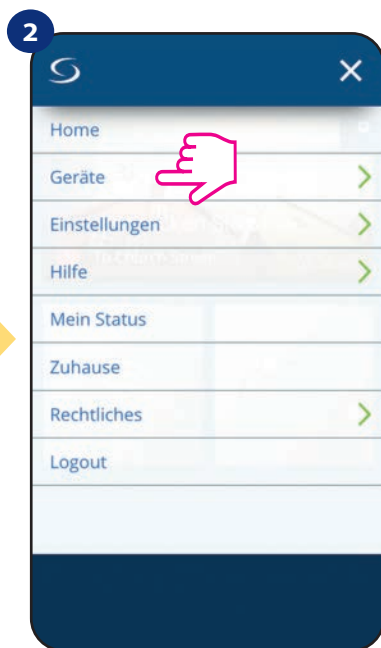 2
Home
Geräte
Einstellungen
Hilfe
Mein Status
Zuhause
Rechtliches
Logout